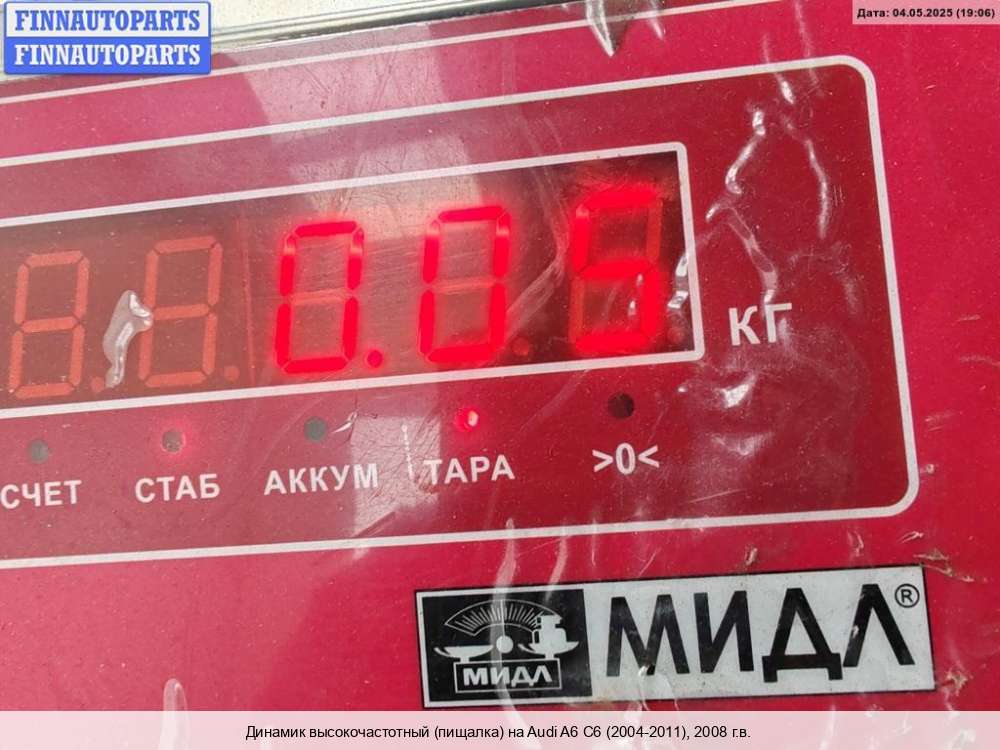 FINNAUTOPARTS
FINNAUTOPARTS
Дата: 04.05.2025 (19:06)
0.05
КГ
СЧЕТ СТАБ АККУМ ТАРА >0<
МИДЛ
МИДЛ®
Динамик высокочастотный (пищалка) на Audi A6 C6 (2004-2011), 2008 г.в.